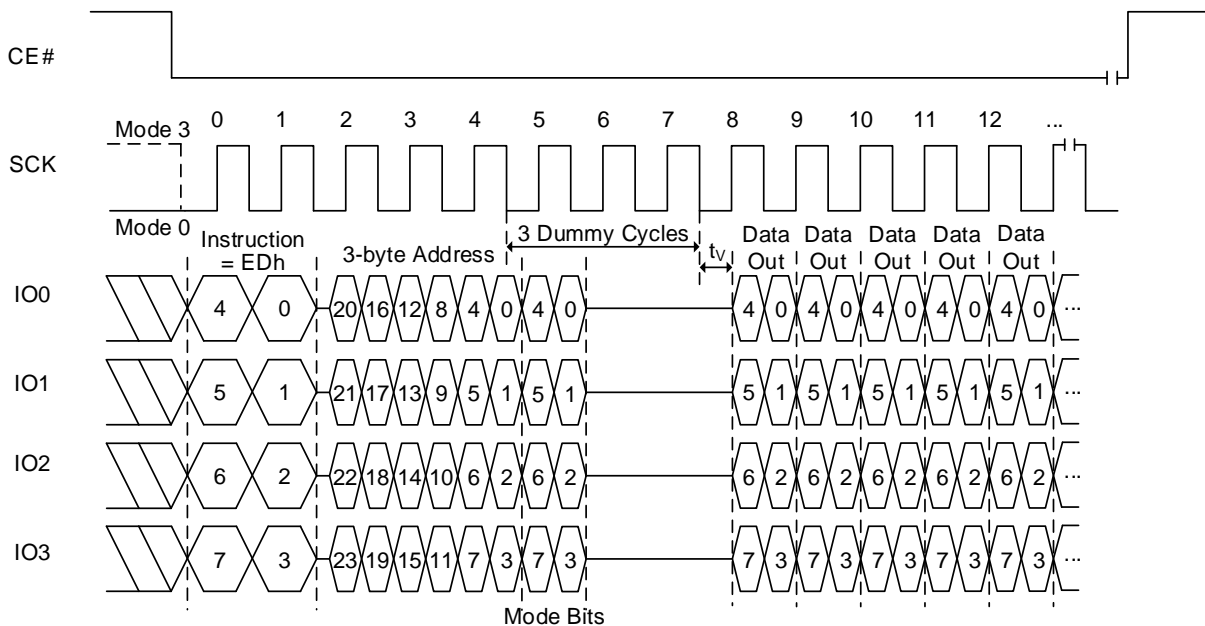 CE#
Mode 3 0 1 2 3 4 5 6 7 8 9 10 11 12 ...
SCK
Mode 0
3 Dummy Cycles
Instruction = EDh
3-byte Address
tV
Data Out Data Out Data Out Data Out Data Out
IO0 4 0 20 16 12 8 4 0 4 0 4 0 4 0 4 0 4 0 4 0 ...
IO1 5 1 21 17 13 9 5 1 5 1 5 1 5 1 5 1 5 1 5 1 ...
IO2 6 2 22 18 14 10 6 2 6 2 6 2 6 2 6 2 6 2 6 2 ...
IO3 7 3 23 19 15 11 7 3 7 3 7 3 7 3 7 3 7 3 7 3 ...
Mode Bits